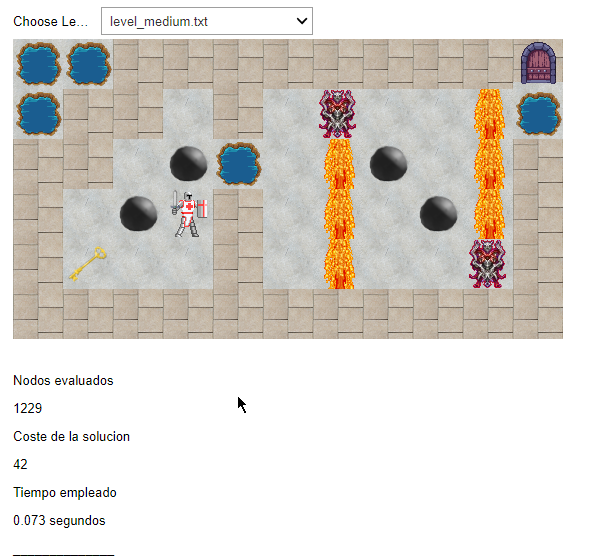 Choose Le...
level_medium.txt
Nodos evaluados
1229
Coste de la solucion
42
Tiempo empleado
0.073 segundos